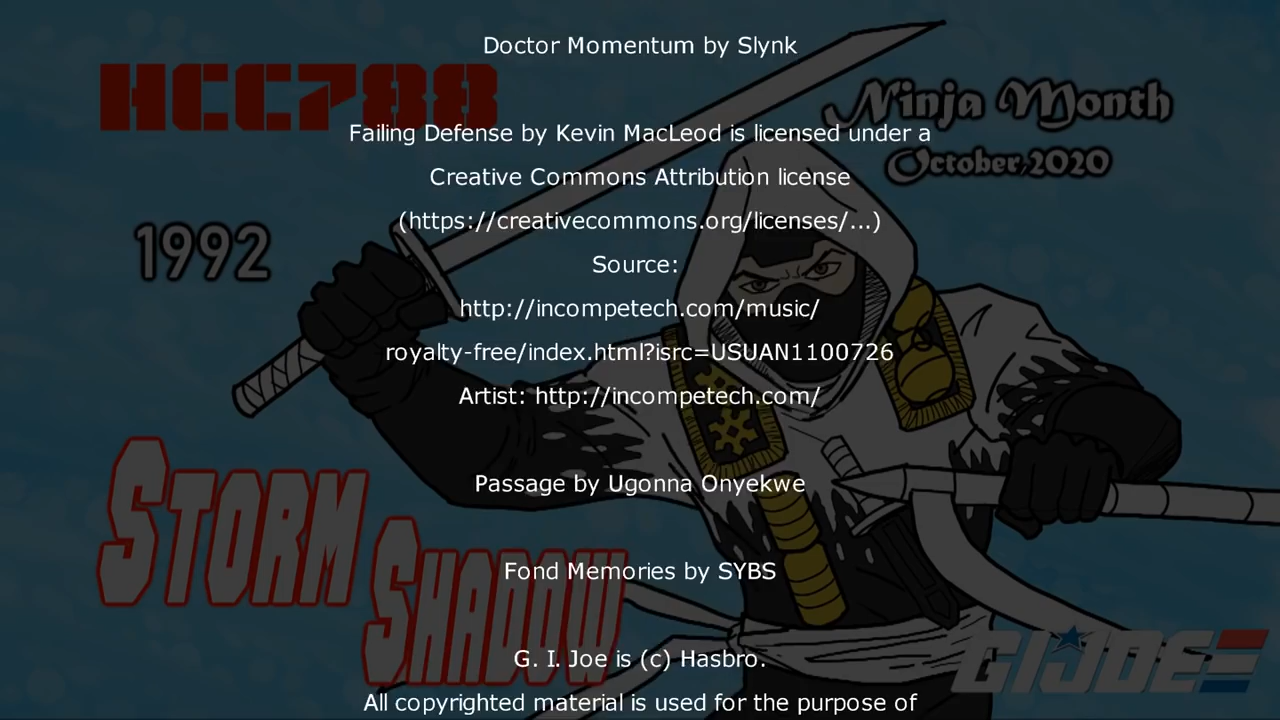 Doctor Momentum by Slynk
HCC788
Ninja Month
October, 2020
Failing Defense by Kevin MacLeod is licensed under a
Creative Commons Attribution license
(https://creativecommons.org/licenses/...)
1992
Source:
http://incompetech.com/music/
royalty-free/index.html?isrc=USUAN1100726
Artist: http://incompetech.com/
Passage by Ugonna Onyekwe
STORM
SHADOW
Fond Memories by SYBS
G. I. Joe is (c) Hasbro.
GI JOE
All copyrighted material is used for the purpose of